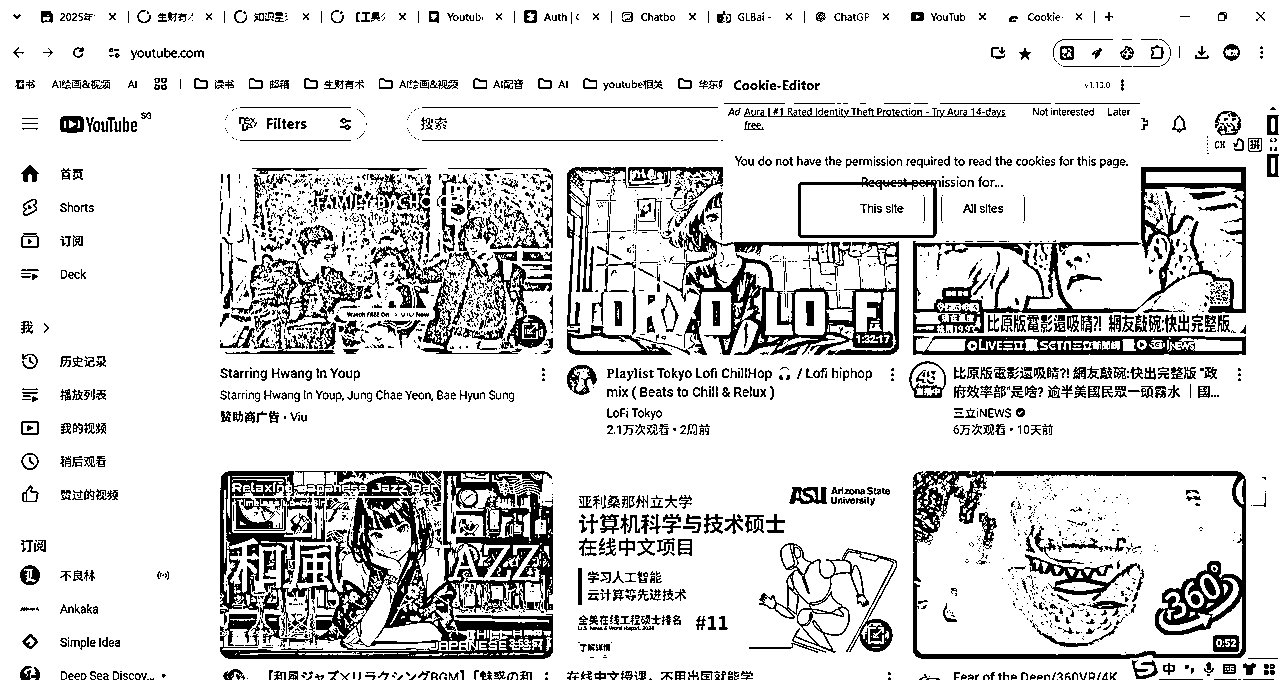 2025年
生财有
知识星
【工具
Youtub
Auth |
Chatbo
GLBai -
ChatGP
YouTub
Cookie-
youtube.com
AI绘画&视频
AI
读书
邮箱
生财有术
AI绘画&视频
AI配音
AI
youtube相关
Cookie-Editor
v1.13.0
Ad Aura | #1 Rated Identity Theft Protection - Try Aura 14-days free.
Not interested
Later
You do not have the permission required to read the cookies for this page.
Request permission for...
This site
All sites
YouTube SG
Filters
搜索
CH
拼
首页
Shorts
订阅
Deck
我
历史记录
播放列表
我的视频
稍后观看
赞过的视频
订阅
不良林
Ankaka
Simple Idea
Deep Sea Discov...
FAMILY BY CHO
Starring Hwang In Youp
Starring Hwang In Youp, Jung Chae Yeon, Bae Hyun Sung
赞助商广告 · Viu
TOKYO LO-FI
1:32:17
Playlist Tokyo Lofi ChillHop 🎧 / Lofi hiphop
mix ( Beats to Chill & Relux )
LoFi Tokyo
2.1万次观看 • 2周前
比原版電影還吸睛?! 網友敲碗:快出完整版
LIVE三立 SETN三立新聞網 iNEWS
比原版電影還吸睛?! 網友敲碗:快出完整版 "政
府效率部"是啥? 逾半美國民眾一頭霧水 │國...
三立iNEWS
6万次观看 • 10天前
Relaxing Japanese Jazz Bar
和風 JAZZ
JAPANESE
【和風ジャズ×リラクシングBGM】「魅惑の和
亚利桑那州立大学
计算机科学与技术硕士
在线中文项目
ASU Arizona State University
学习人工智能
云计算等先进技术
全美在线工程硕士排名
#11
了解详情
在线中文授课，不用出国就能学
360°
0:52
Fear of the Deep/360VR/4K
中